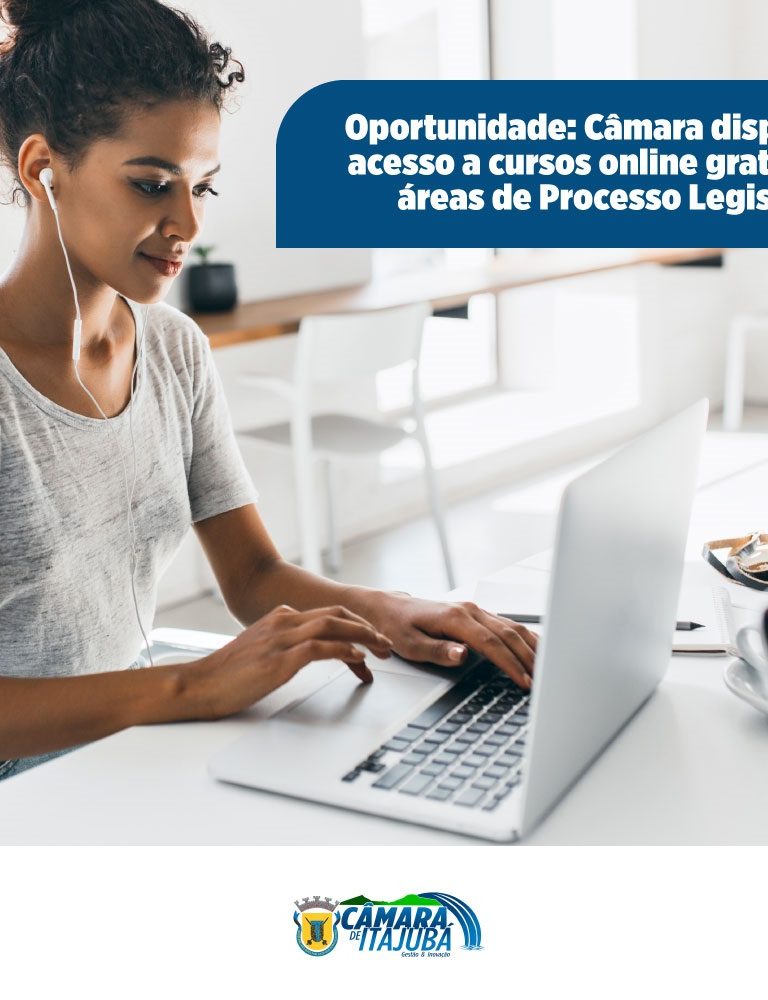 Oportunidade: Câmara disp
acesso a cursos online grat
áreas de Processo Legis
CÂMARA
DE ITAJUBÁ
Gestão & Inovação